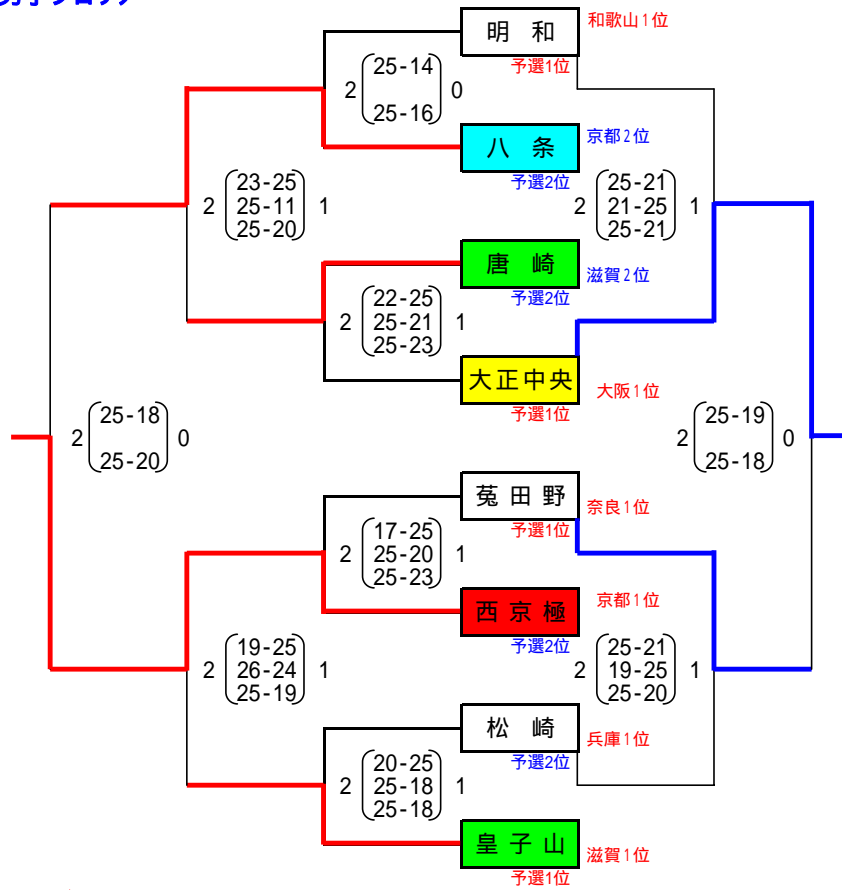 明 和
和歌山1位
予選1位
2 25-14 0
25-16
八 条
京都2位
予選2位
2 23-25 1
25-11
25-20
2 25-21 1
21-25
25-21
唐 崎
滋賀2位
予選2位
2 22-25 1
25-21
25-23
大正中央
大阪1位
予選1位
2 25-18 0
25-20
2 25-19 0
25-18
菟田野
奈良1位
予選1位
2 17-25 1
25-20
25-23
西京極
京都1位
予選2位
2 19-25 1
26-24
25-19
2 25-21 1
19-25
25-20
松 崎
兵庫1位
予選2位
2 20-25 1
25-18
25-18
皇子山
滋賀1位
予選1位